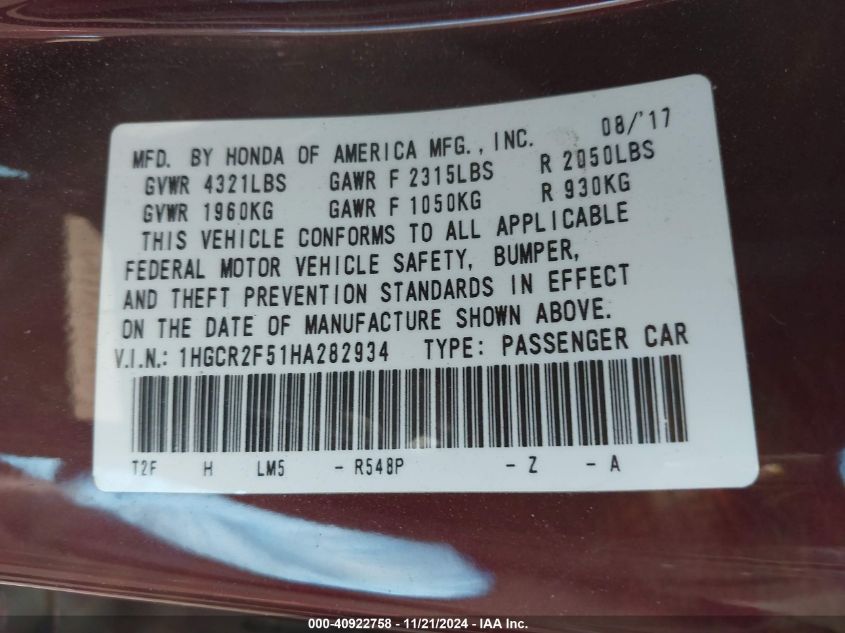 08/'17
MFD. BY HONDA OF AMERICA MFG., INC.
GVWR 4321LBS GAWR F 2315LBS R 2050LBS
GVWR 1960KG GAWR F 1050KG R 930KG
THIS VEHICLE CONFORMS TO ALL APPLICABLE
FEDERAL MOTOR VEHICLE SAFETY, BUMPER,
AND THEFT PREVENTION STANDARDS IN EFFECT
ON THE DATE OF MANUFACTURE SHOWN ABOVE.
V.I.N.: 1HGCR2F51HA282934 TYPE: PASSENGER CAR
T2F H LM5 - R548P - Z - A
000-40922758 - 11/21/2024 - IAA Inc.